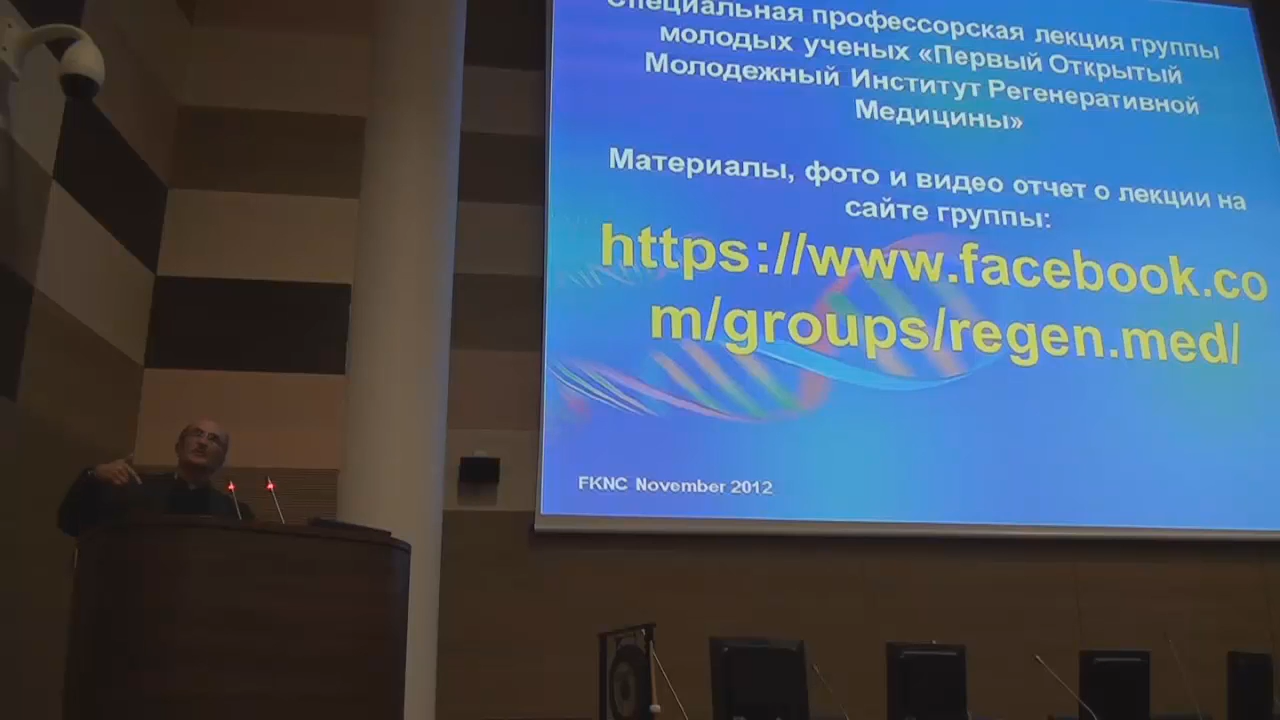 Специальная профессорская лекция группы
молодых ученых «Первый Открытый
Молодежный Институт Регенеративной
Медицины»
Материалы, фото и видео отчет о лекции на
сайте группы:
https://www.facebook.co
m/groups/regen.med/
FKNC November 2012